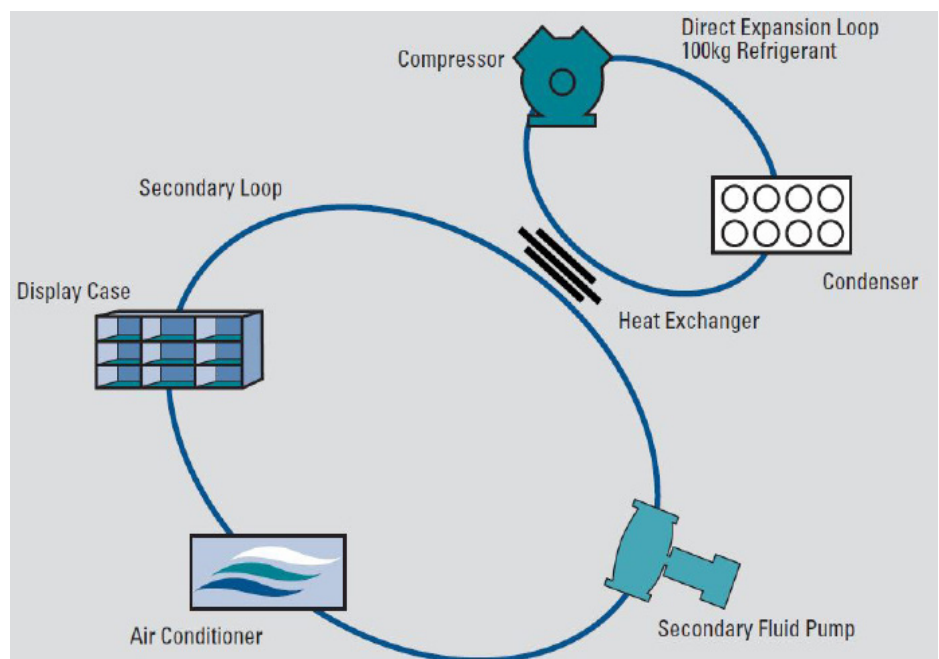 Direct Expansion Loop
100kg Refrigerant
Compressor
Secondary Loop
Display Case
Condenser
Heat Exchanger
Air Conditioner
Secondary Fluid Pump